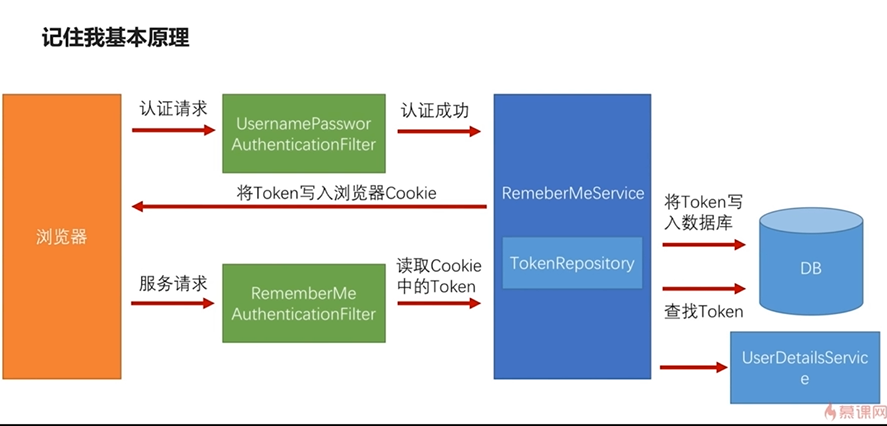 记住我基本原理
认证请求
UsernamePasswor
AuthenticationFilter
认证成功
将Token写入浏览器Cookie
RemeberMeService
将Token写
入数据库
浏览器
TokenRepository
DB
服务请求
RememberMe
AuthenticationFilter
读取Cookie
中的Token
查找Token
UserDetailsServic
e
慕课网